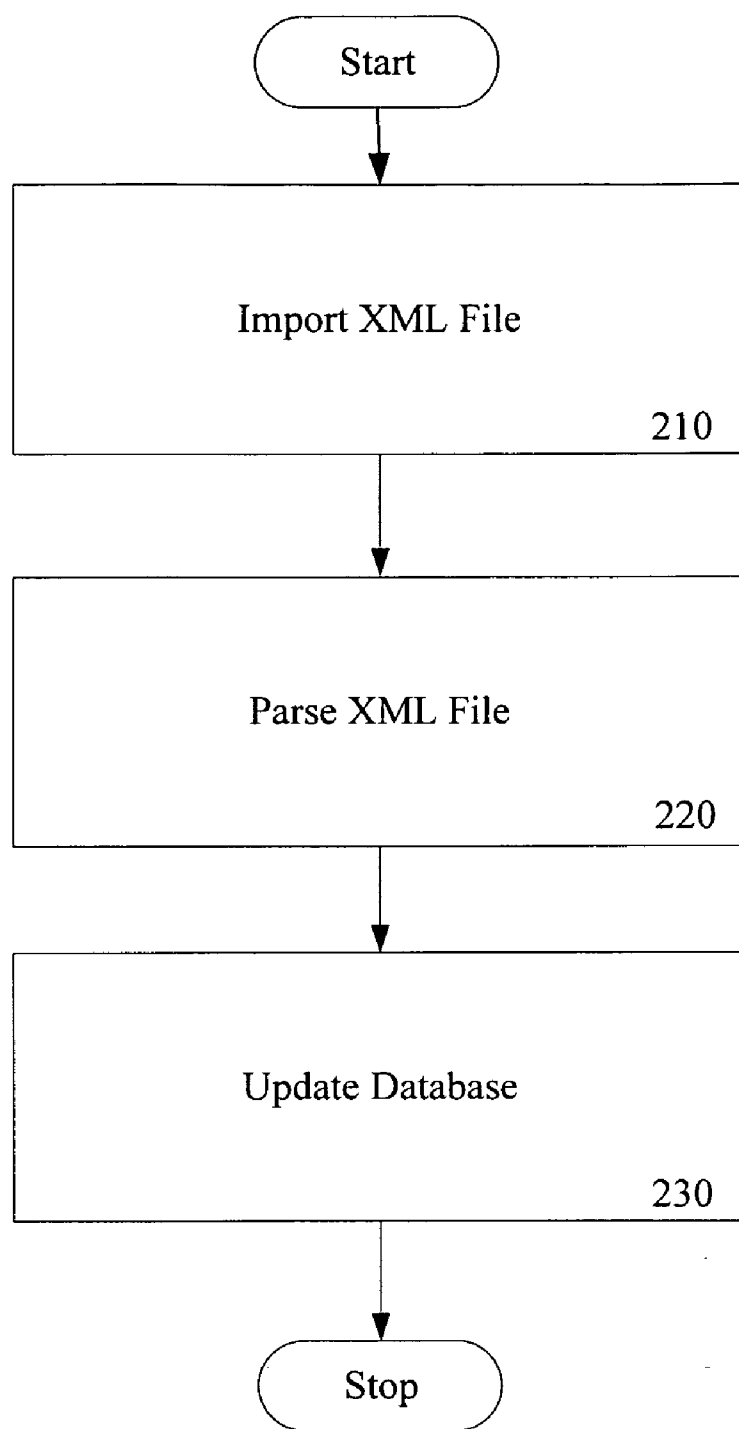 Start
Import XML File
210
Parse XML File
220
Update Database
230
Stop